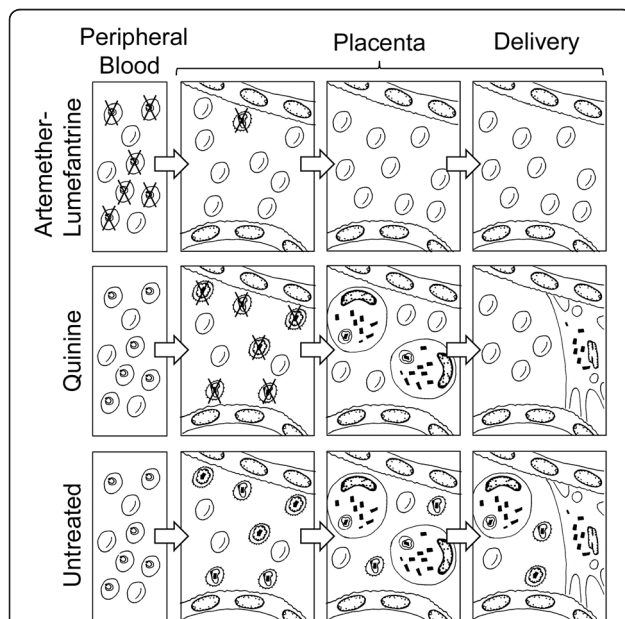 Peripheral
Blood
Placenta
Delivery
Artemether-
Lumefantrine
Quinine
Untreated